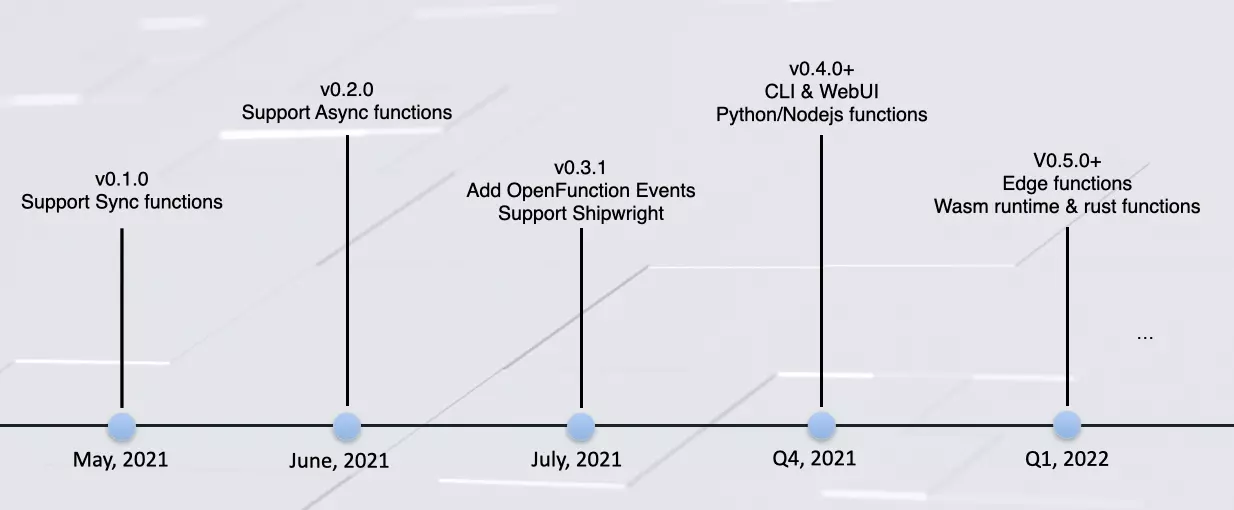 v0.1.0
Support Sync functions
v0.2.0
Support Async functions
v0.3.1
Add OpenFunction Events
Support Shipwright
v0.4.0+
CLI & WebUI
Python/Nodejs functions
V0.5.0+
Edge functions
Wasm runtime & rust functions
...
May, 2021
June, 2021
July, 2021
Q4, 2021
Q1, 2022